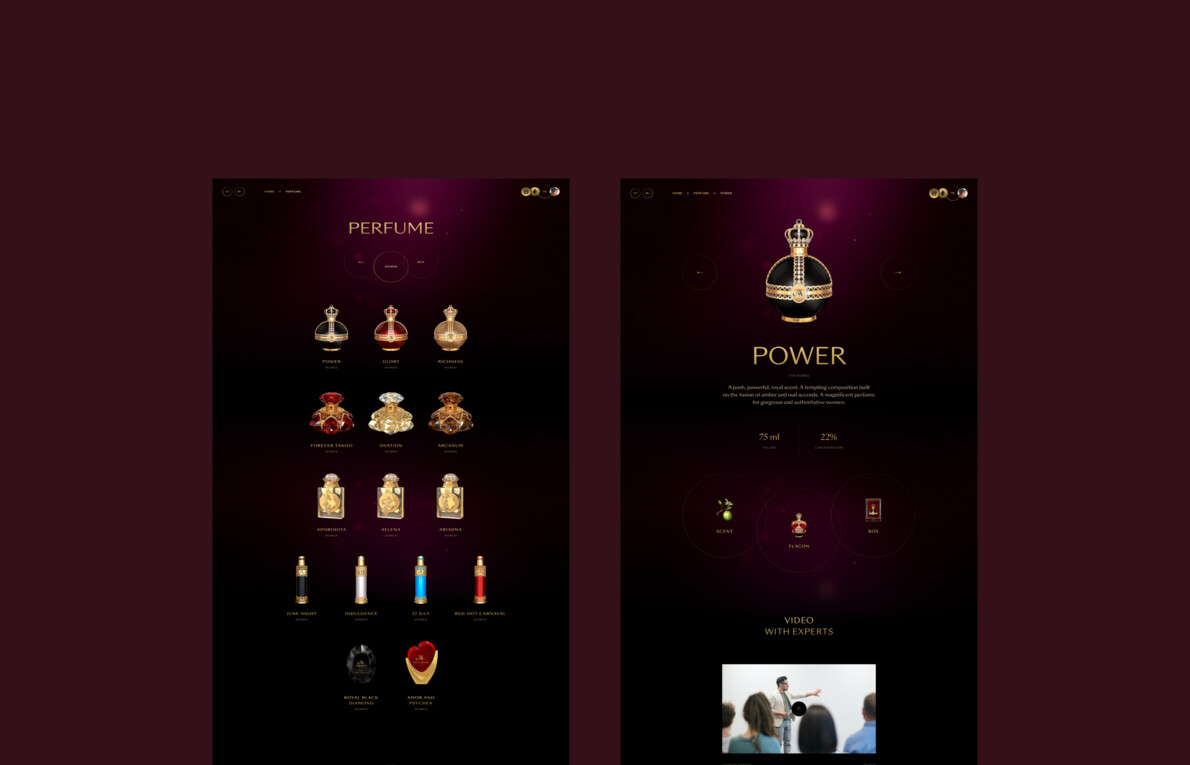 HOME
PERFUME
PERFUME
ALL
WOMEN
MEN
POWER
WOMEN
GLORY
WOMEN
RICHNESS
WOMEN
FOREVER TANGO
WOMEN
OVATION
WOMEN
ARCANUM
WOMEN
APHRODITA
WOMEN
SELENA
WOMEN
ARIADNA
WOMEN
JUNE NIGHT
WOMEN
INDULGENCE
WOMEN
22 JULY
WOMEN
RED HOT CARNAVAL
WOMEN
ROYAL BLACK
DIAMOND
WOMEN
AMOR AND
PSYCHEA
WOMEN
HOME
PERFUME
POWER
POWER
FOR WOMEN
A posh, powerful, royal scent. A tempting composition built
on the fusion of amber and oud accords. A magnificent perfume
for gorgeous and authoritative women.
75 ml
VOLUME
22%
CONCENTRATION
SCENT
FLACON
BOX
VIDEO
WITH EXPERTS